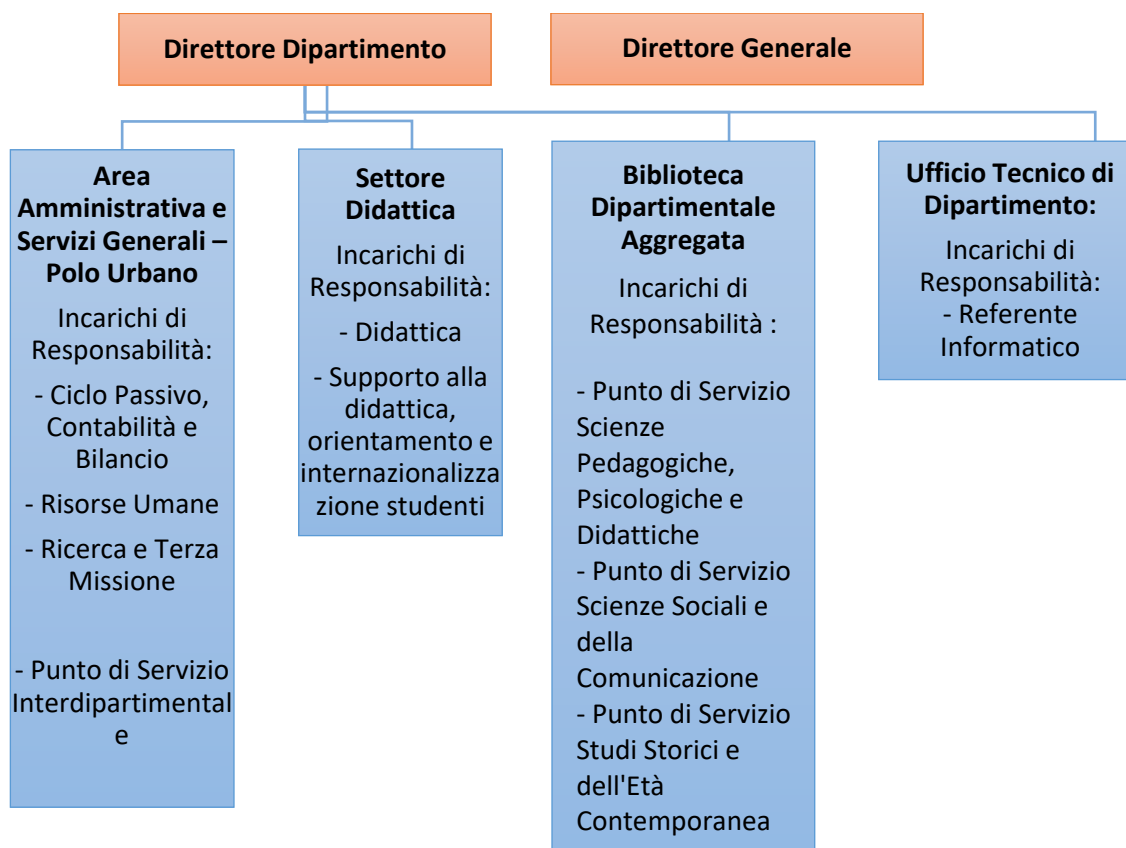 Direttore Dipartimento
Direttore Generale
Area
Amministrativa e
Servizi Generali –
Polo Urbano
Incarichi di
Responsabilità:
- Ciclo Passivo,
Contabilità e
Bilancio
- Risorse Umane
- Ricerca e Terza
Missione
- Punto di Servizio
Interdipartimental
e
Settore
Didattica
Incarichi di
Responsabilità:
- Didattica
- Supporto alla
didattica,
orientamento e
internazionalizza
zione studenti
Biblioteca
Dipartimentale
Aggregata
Incarichi di
Responsabilità :
- Punto di Servizio
Scienze
Pedagogiche,
Psicologiche e
Didattiche
- Punto di Servizio
Scienze Sociali e
della
Comunicazione
- Punto di Servizio
Studi Storici e
dell'Età
Contemporanea
Ufficio Tecnico di
Dipartimento:
Incarichi di
Responsabilità:
- Referente
Informatico